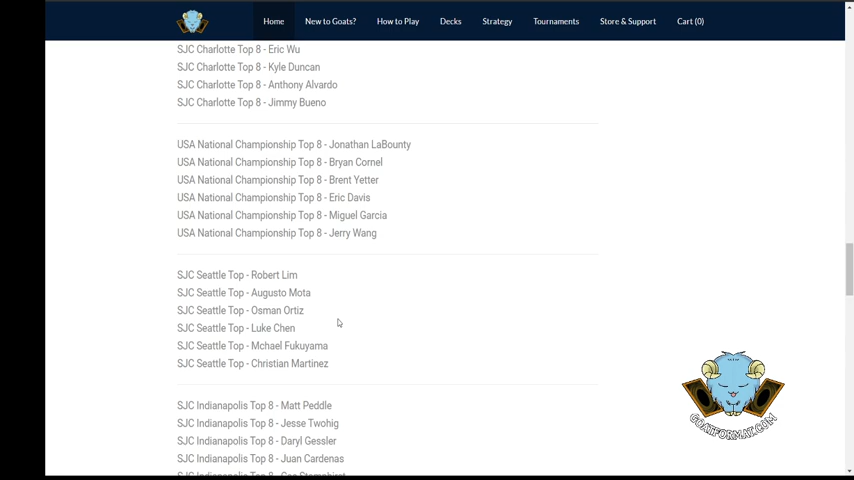 Home New to Goats? How to Play Decks Strategy Tournaments Store & Support Cart (0)
SJC Charlotte Top 8 - Eric Wu
SJC Charlotte Top 8 - Kyle Duncan
SJC Charlotte Top 8 - Anthony Alvardo
SJC Charlotte Top 8 - Jimmy Bueno
USA National Championship Top 8 - Jonathan LaBounty
USA National Championship Top 8 - Bryan Cornel
USA National Championship Top 8 - Brent Yetter
USA National Championship Top 8 - Eric Davis
USA National Championship Top 8 - Miguel Garcia
USA National Championship Top 8 - Jerry Wang
SJC Seattle Top - Robert Lim
SJC Seattle Top - Augusto Mota
SJC Seattle Top - Osman Ortiz
SJC Seattle Top - Luke Chen
SJC Seattle Top - Mchael Fukuyama
SJC Seattle Top - Christian Martinez
GOATFORMAT.COM
SJC Indianapolis Top 8 - Matt Peddle
SJC Indianapolis Top 8 - Jesse Twohig
SJC Indianapolis Top 8 - Daryl Gessler
SJC Indianapolis Top 8 - Juan Cardenas
SJC Indianapolis Top 8 -